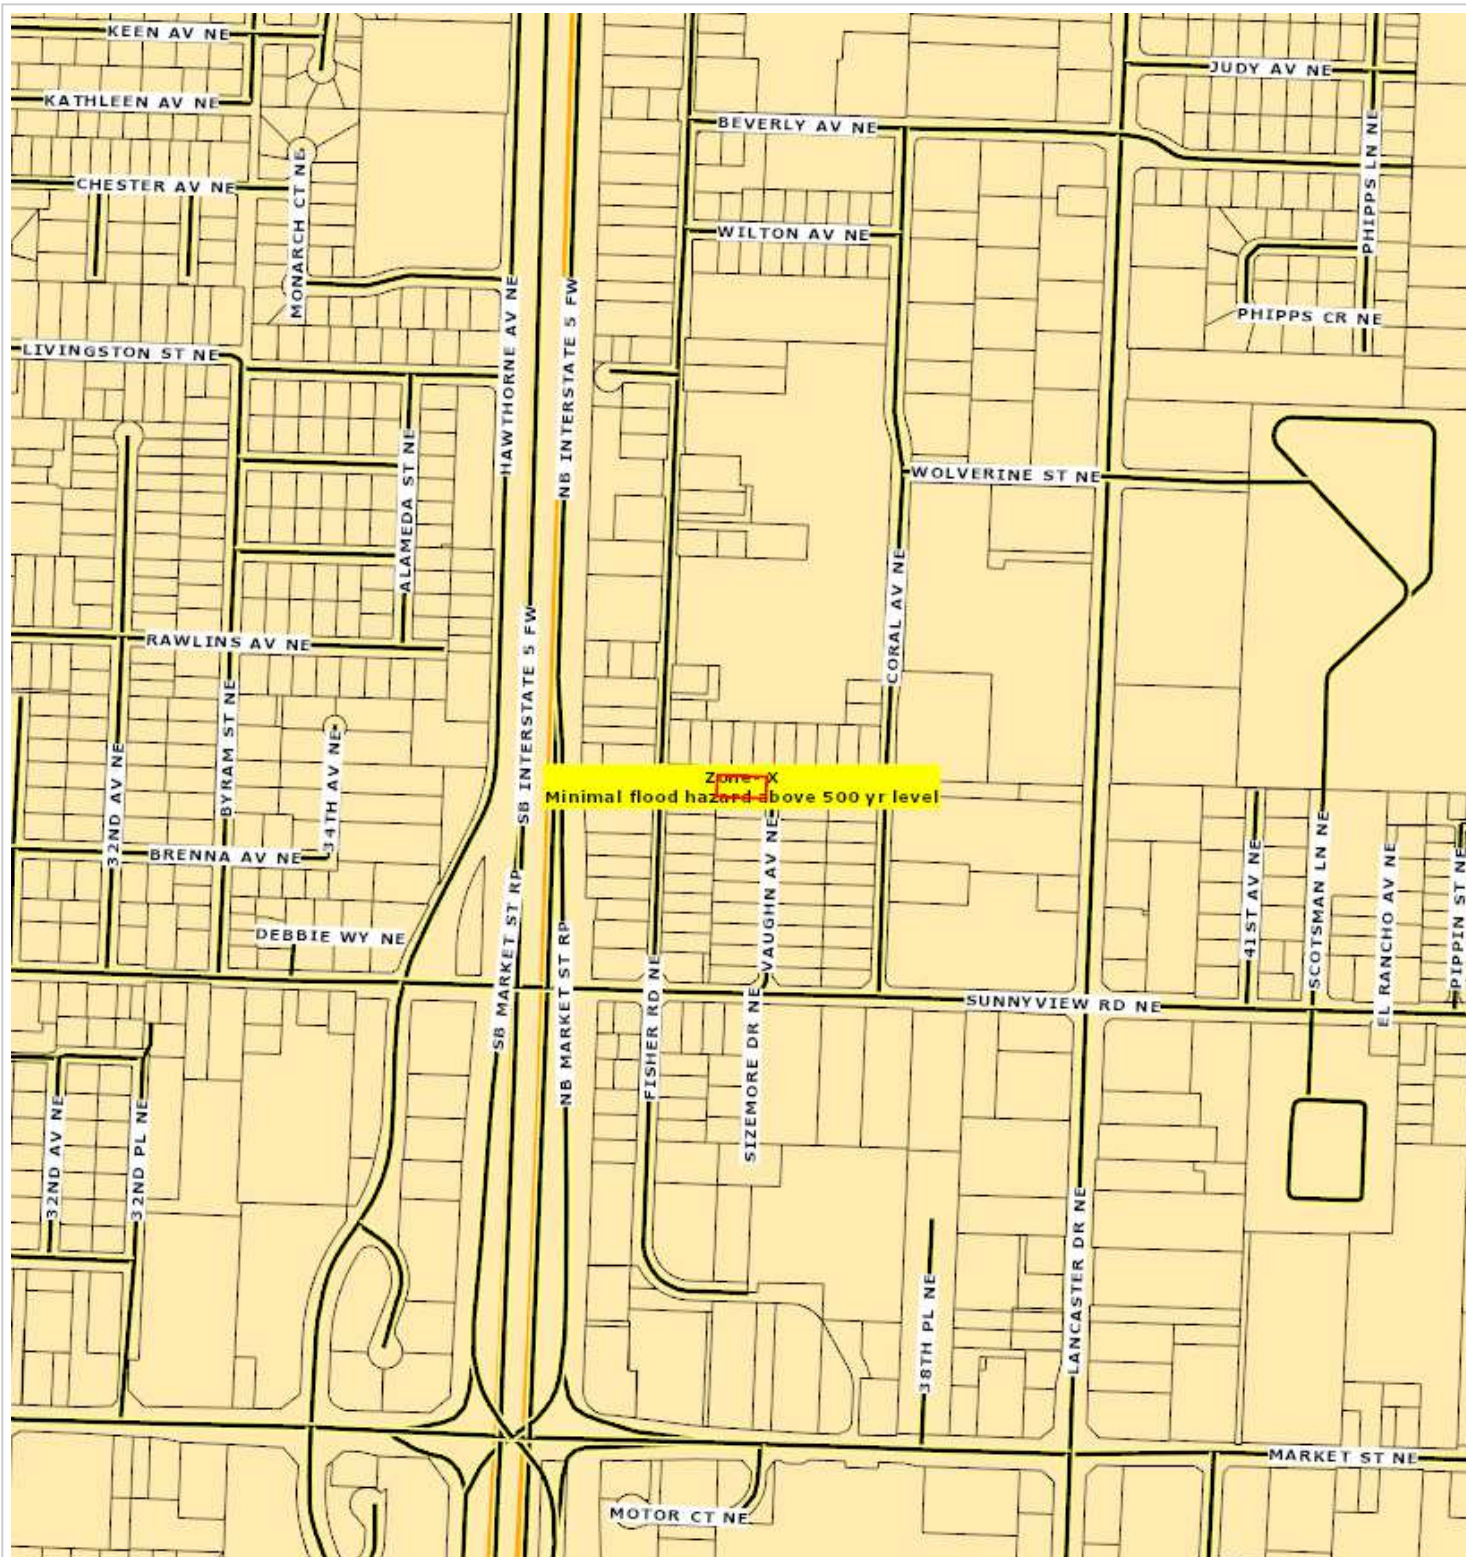 KEEN AV NE
JUDY AV NE
KATHLEEN AV NE
BEVERLY AV NE
PHIPPS LN NE
CHESTER AV NE
MONARCH CT NE
WILTON AV NE
HAWTHORNE AV NE
NB INTERSTATE 5 FW
PHIPPS CR NE
LIVINGSTON ST NE
ALAMEDA ST NE
WOLVERINE ST NE
CORAL AV NE
RAWLINS AV NE
SB INTERSTATE 5 FW
BYRAM ST NE
32ND AV NE
34TH AV NE
Zone- X
Minimal flood hazard above 500 yr level
BRENNA AV NE
VAUGHN AV NE
41ST AV NE
SCOTSMAN LN NE
EL RANCHO AV NE
PIPPIN ST NE
DEBBIE WY NE
SB MARKET ST RP
NB MARKET ST RP
FISHER RD NE
SIZEMORE DR NE
SUNNYVIEW RD NE
32ND AV NE
32ND PL NE
LANCASTER DR NE
38TH PL NE
MARKET ST NE
MOTOR CT NE